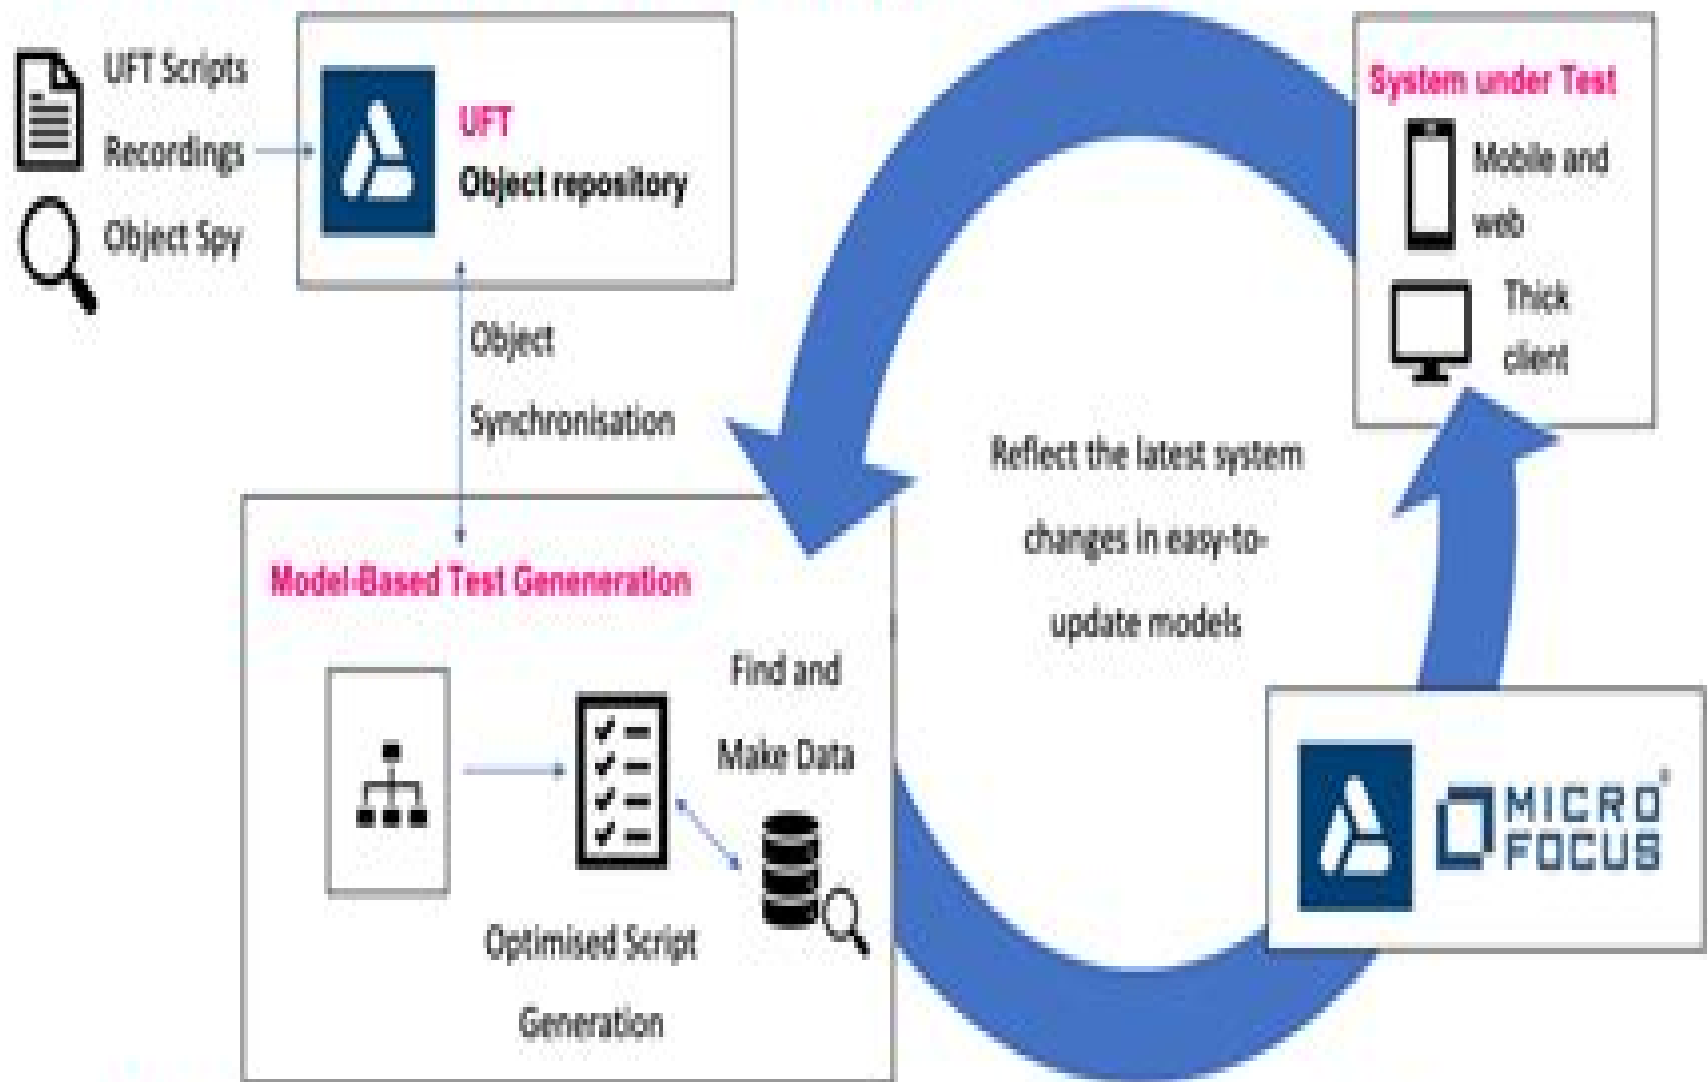 UFT Scripts
Recordings
Object Spy
UFT
Object repository
Object
Synchronisation
System under Test
Mobile and
web
Thick
client
Reflect the latest system
changes in easy-to-
update models
Model-Based Test Geneneration
Find and
Make Data
Optimised Script
Generation
MICRO
FOCUS